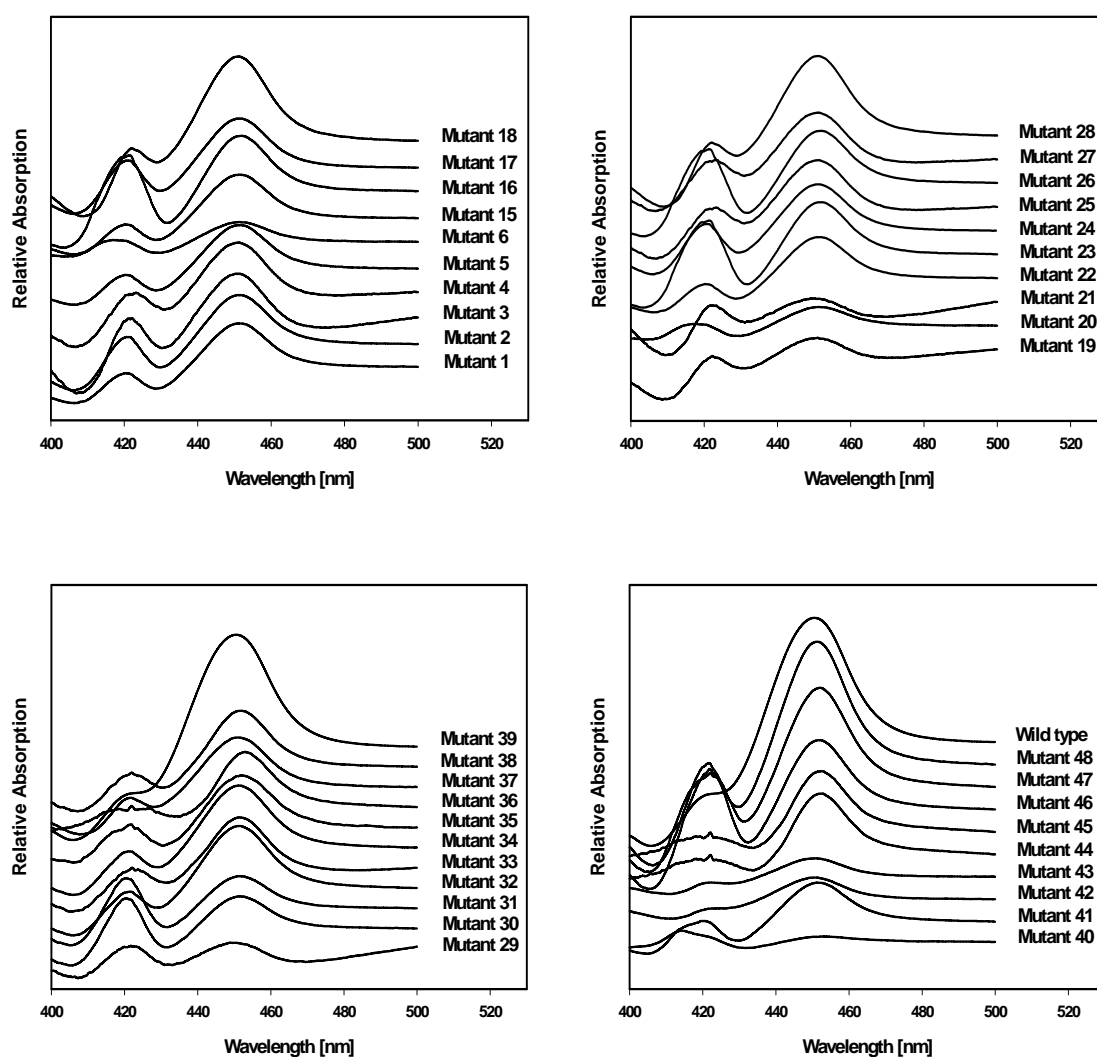 Relative Absorption
Mutant 18
Mutant 17
Mutant 16
Mutant 15
Mutant 6
Mutant 5
Mutant 4
Mutant 3
Mutant 2
Mutant 1
400 420 440 460 480 500 520
Wavelength [nm]
Relative Absorption
Mutant 28
Mutant 27
Mutant 26
Mutant 25
Mutant 24
Mutant 23
Mutant 22
Mutant 21
Mutant 20
Mutant 19
400 420 440 460 480 500 520
Wavelength [nm]
Relative Absorption
Mutant 39
Mutant 38
Mutant 37
Mutant 36
Mutant 35
Mutant 34
Mutant 33
Mutant 32
Mutant 31
Mutant 30
Mutant 29
400 420 440 460 480 500 520
Wavelength [nm]
Relative Absorption
Wild type
Mutant 48
Mutant 47
Mutant 46
Mutant 45
Mutant 44
Mutant 43
Mutant 42
Mutant 41
Mutant 40
400 420 440 460 480 500 520
Wavelength [nm]